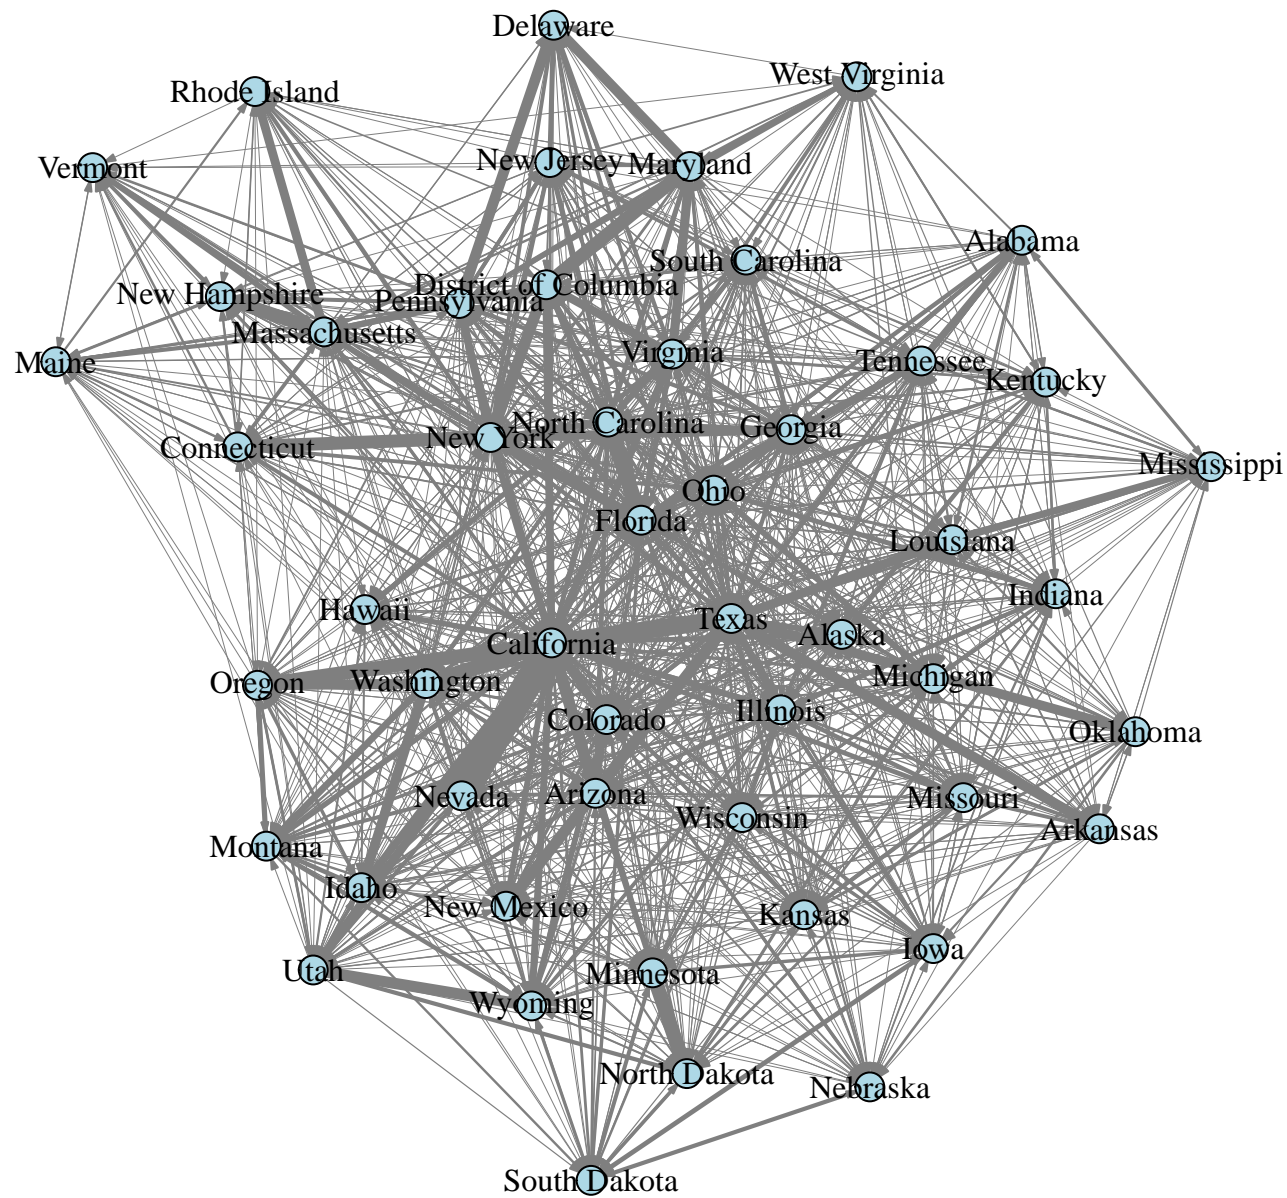 Delaware
West Virginia
Rhode Island
Vermont
New Jersey
Maryland
Alabama
South Carolina
District of Columbia
New Hampshire
Pennsylvania
Massachusetts
Virginia
Maine
Tennessee
Kentucky
North Carolina
Georgia
New York
Connecticut
Mississippi
Ohio
Florida
Louisiana
Indiana
Hawaii
Texas
Alaska
California
Michigan
Oregon
Washington
Illinois
Colorado
Oklahoma
Nevada
Arizona
Missouri
Wisconsin
Arkansas
Montana
Idaho
New Mexico
Kansas
Iowa
Utah
Minnesota
Wyoming
North Dakota
Nebraska
South Dakota